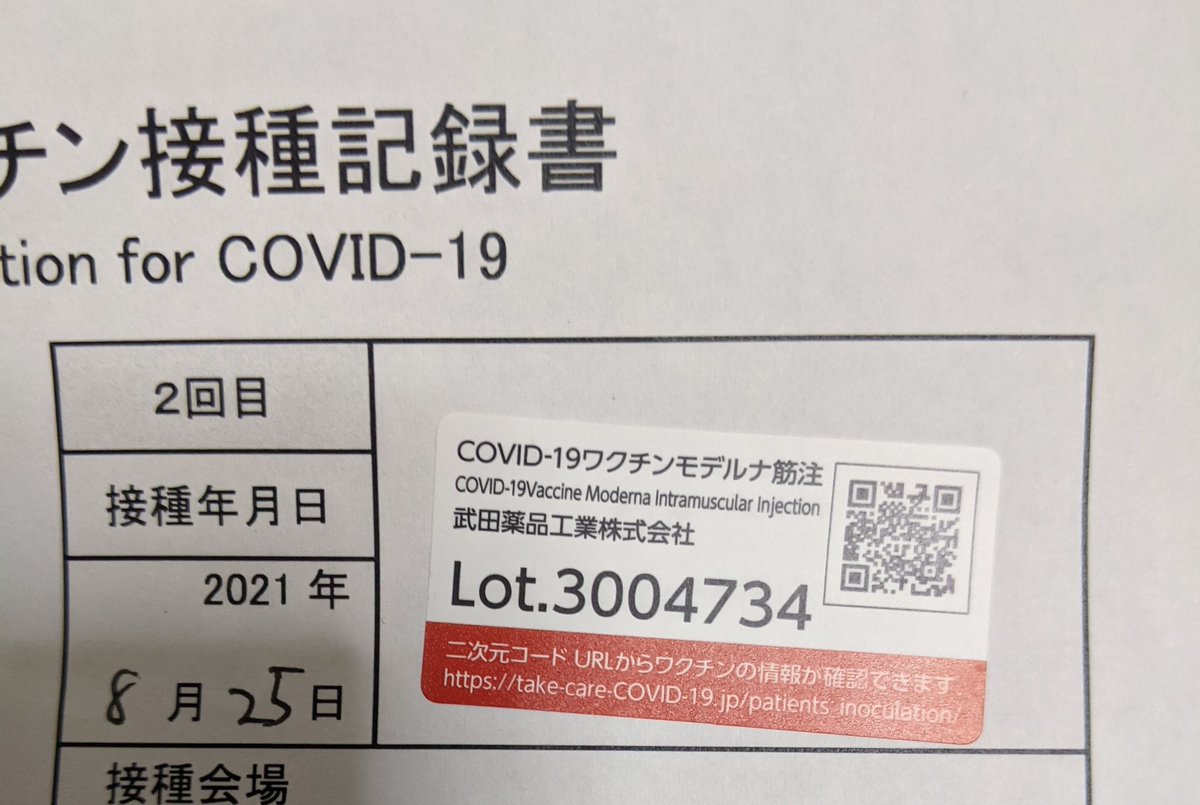 チン接種記録書
tion for COVID-19
２回目
接種年月日
2021 年
8 月 25 日
接種会場
COVID-19ワクチンモデルナ筋注
COVID-19Vaccine Moderna Intramuscular Injection
武田薬品工業株式会社
Lot.3004734
二次元コード URLからワクチンの情報が確認できます
https://take-care-COVID-19.jp/patients_inoculation/